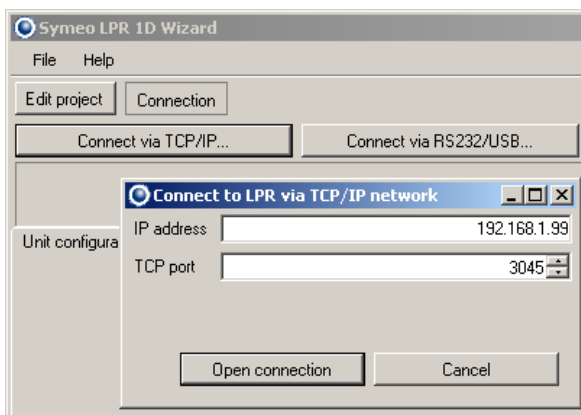 Symeo LPR 1D Wizard
File Help
Edit project Connection
Connect via TCP/IP... Connect via RS232/USB...
Connect to LPR via TCP/IP network
IP address 192.168.1.99
Unit configura
TCP port 3045
Open connection Cancel